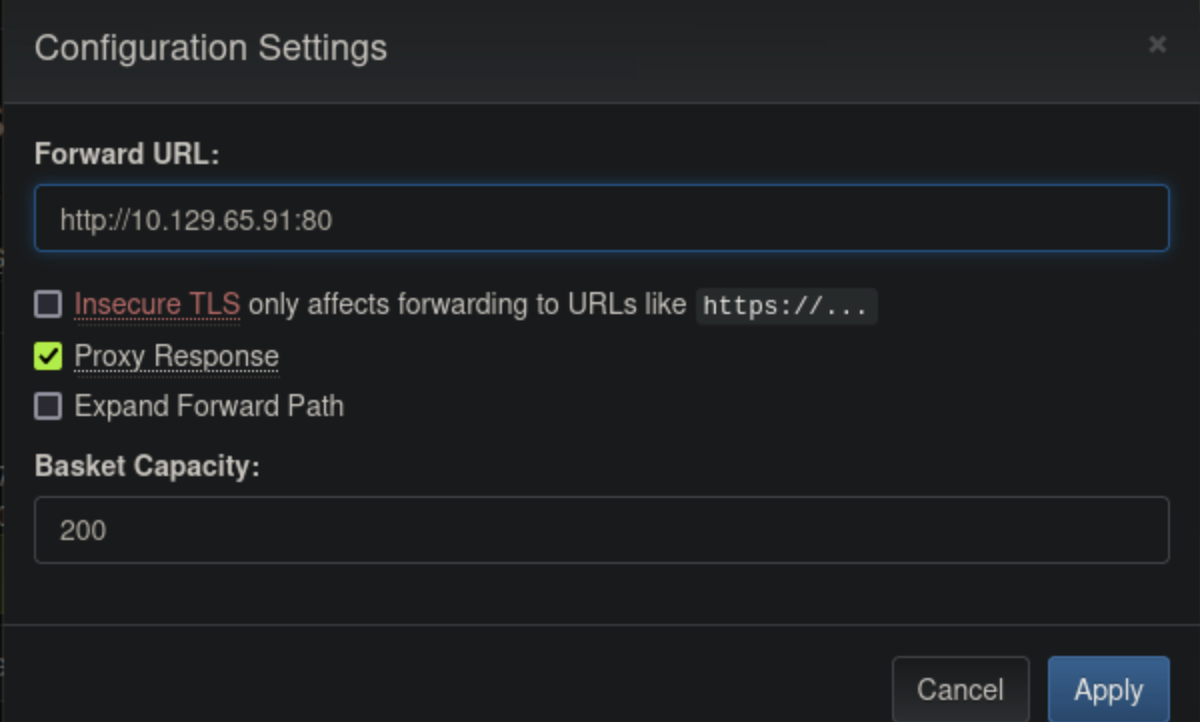 Configuration Settings
×
Forward URL:
http://10.129.65.91:80
Insecure TLS only affects forwarding to URLs like https://...
Proxy Response
Expand Forward Path
Basket Capacity:
200
Cancel Apply